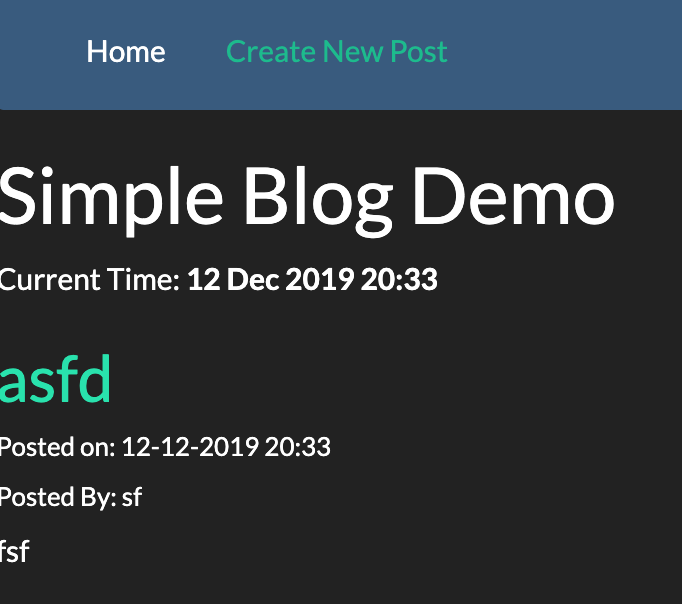 Home Create New Post
Simple Blog Demo
Current Time: 12 Dec 2019 20:33
asfd
Posted on: 12-12-2019 20:33
Posted By: sf
fsf